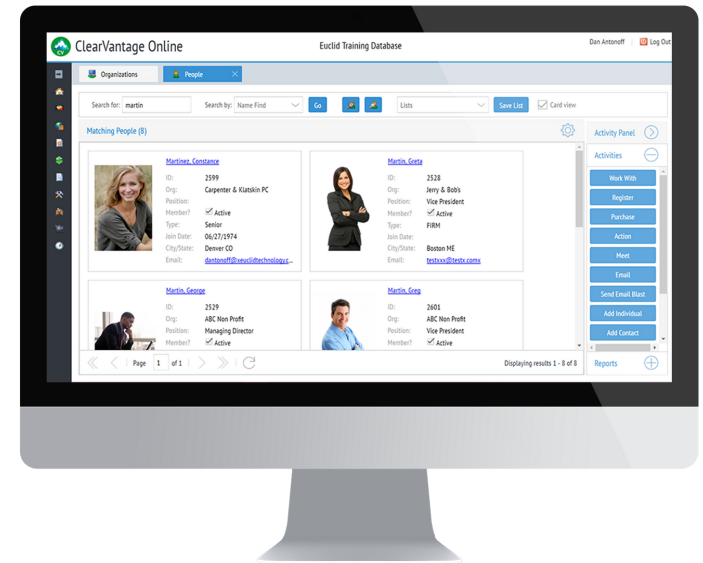 CV ClearVantage Online
Euclid Training Database
Dan Antonoff
Log Out
Organizations
People
Search for: martin
Search by: Name Find
Go
Lists
Save List
Card view
Matching People (8)
Activity Panel
Activities
Work With
Register
Purchase
Action
Meet
Email
Send Email Blast
Add Individual
Add Contact
Reports
Martinez, Constance
ID: 2599
Org: Carpenter & Klatskin PC
Position:
Member? Active
Type: Senior
Join Date: 06/27/1974
City/State: Denver CO
Email: dantonoff@xeuclidtechnology.c...
Martin, Greta
ID: 2528
Org: Jerry & Bob's
Position: Vice President
Member? Active
Type: FIRM
Join Date:
City/State: Boston ME
Email: testxxx@testx.comx
Martin, George
ID: 2529
Org: ABC Non Profit
Position: Managing Director
Member? Active
Martin, Greg
ID: 2601
Org: ABC Non Profit
Position: Vice President
Member? Active
Page 1 of 1
Displaying results 1 - 8 of 8